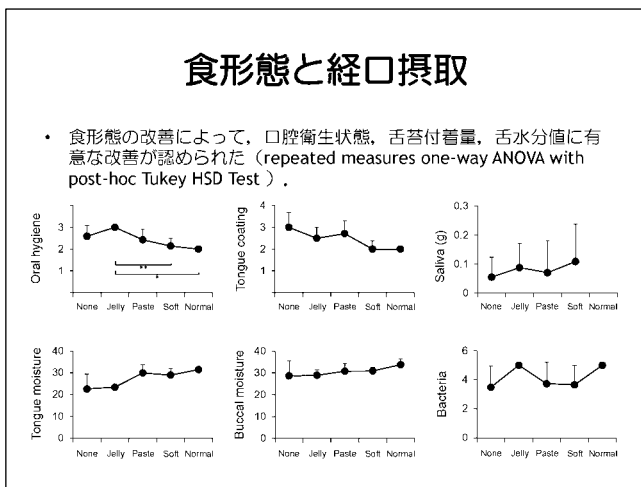 食形態と経口摂取
• 食形態の改善によって，口腔衛生状態，舌苔付着量，舌水分値に有
意な改善が認められた（repeated measures one-way ANOVA with
post-hoc Tukey HSD Test ）．
Oral hygiene
3
2
1
**
*
None Jelly Paste Soft Normal
Tongue coating
4
3
2
1
None Jelly Paste Soft Normal
Saliva (g)
0.3
0.2
0.1
0
None Jelly Paste Soft Normal
Tongue moisture
40
30
20
10
0
None Jelly Paste Soft Normal
Buccal moisture
40
30
20
10
0
None Jelly Paste Soft Normal
Bacteria
6
4
2
0
None Jelly Paste Soft Normal